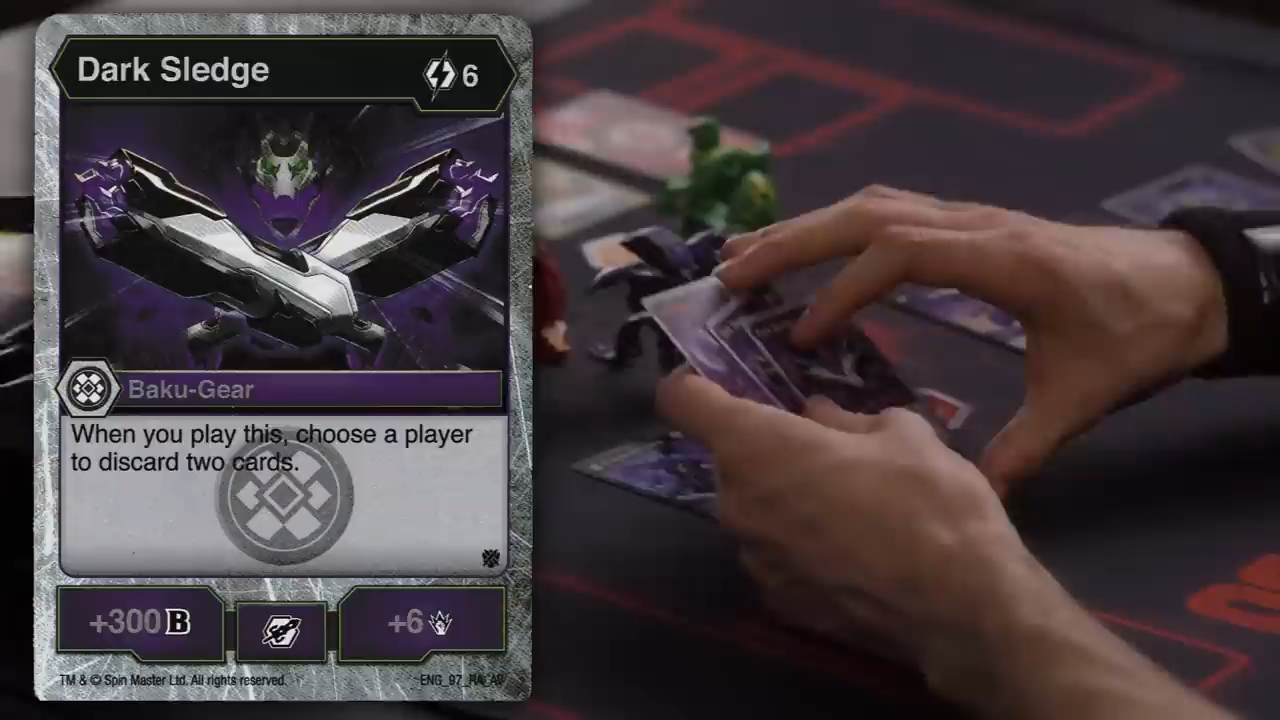 Dark Sledge
6
Baku-Gear
When you play this, choose a player
to discard two cards.
+300 B
+6
TM & © Spin Master Ltd. All rights reserved.